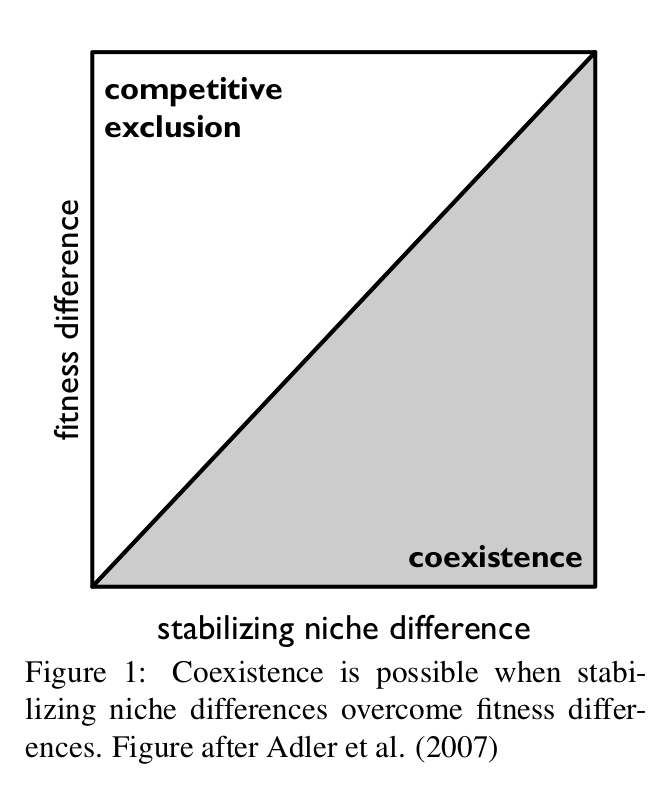 competitive
exclusion
fitness difference
coexistence
stabilizing niche difference
Figure 1: Coexistence is possible when stabi-
lizing niche differences overcome fitness differ-
ences. Figure after Adler et al. (2007)